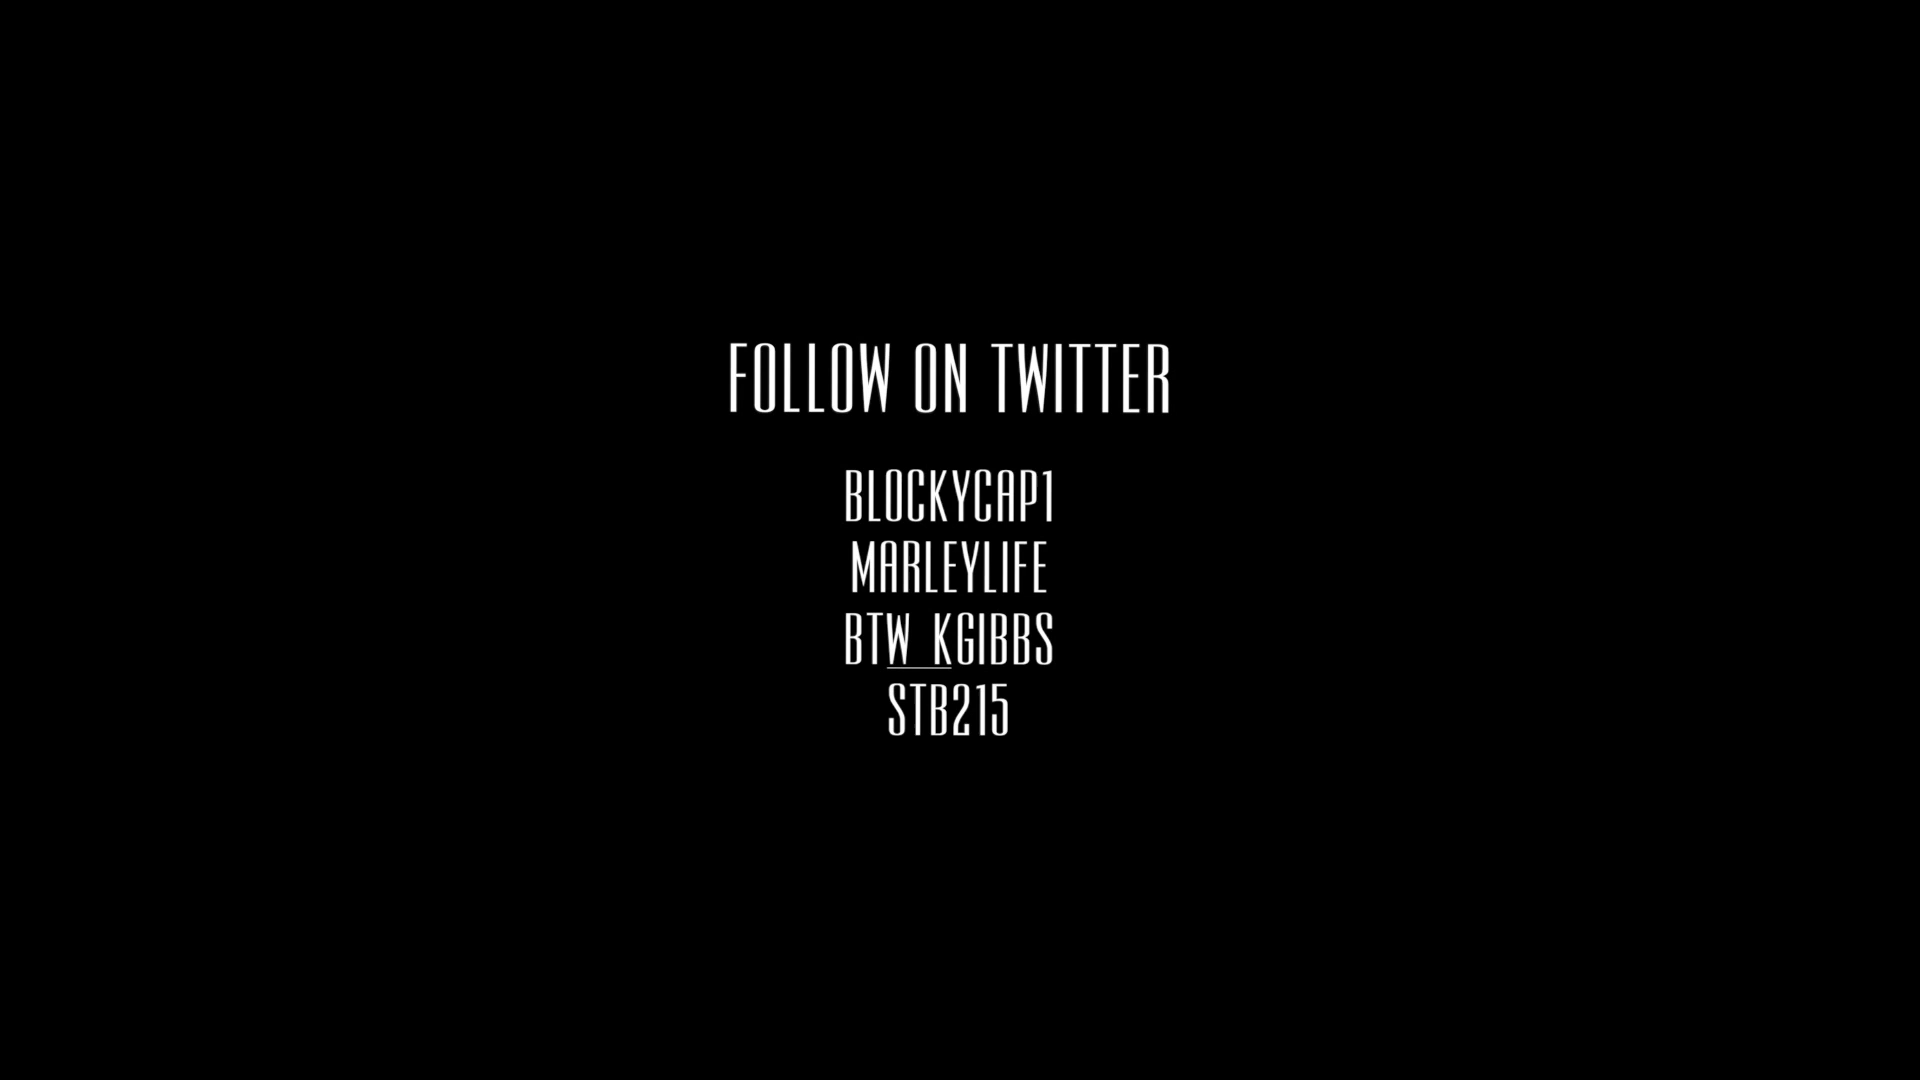 FOLLOW ON TWITTER
BLOCKYCAP1
MARLEYLIFE
BTW_KGIBBS
STB215